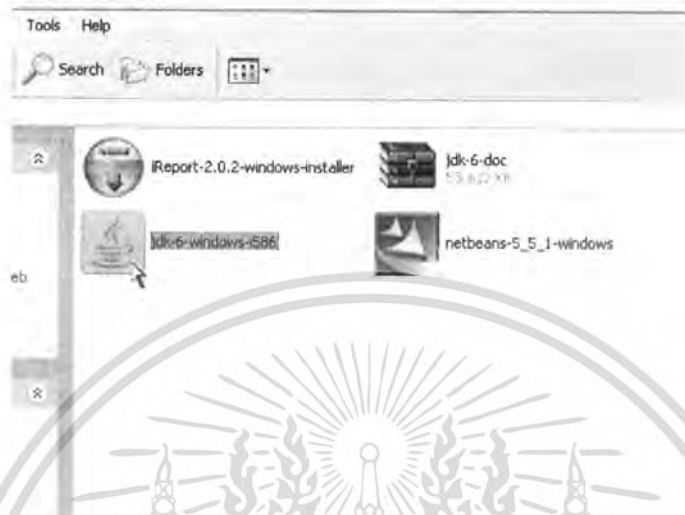 Tools Help
Search Folders
iReport-2.0.2-windows-installer
jdk-6-doc
jdk-6-windows-i586
netbeans-5_5_1-windows
eb